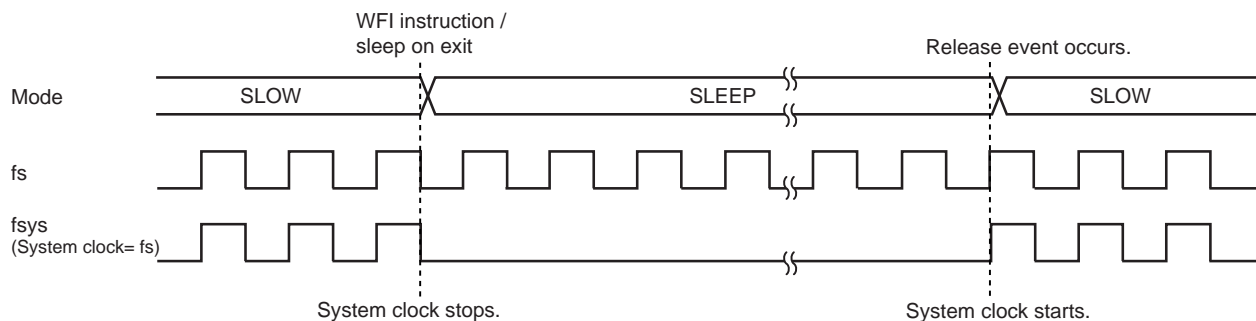 WFI instruction /
sleep on exit
Release event occurs.
Mode
SLOW
SLEEP
SLOW
fs
fsys
(System clock= fs)
System clock stops.
System clock starts.